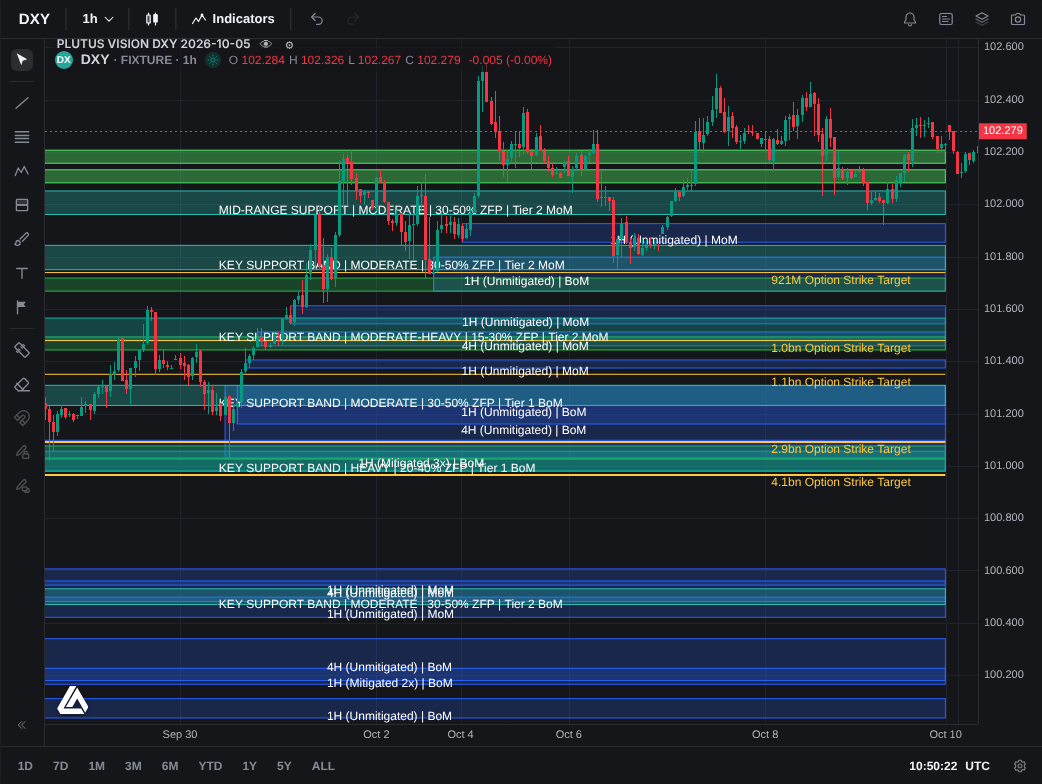 DXY 1h Indicators
PLUTUS VISION DXY 2026-10-05
DX DXY · FIXTURE · 1h O 102.284 H 102.326 L 102.267 C 102.279 -0.005 (-0.00%)
102.600
102.400
102.279
102.200
102.000
101.800
101.600
101.400
101.200
101.000
100.800
100.600
100.400
100.200
MID-RANGE SUPPORT | MODERATE | 30-50% ZFP | Tier 2 MoM
1H (Unmitigated) | MoM
KEY SUPPORT BAND | MODERATE | 30-50% ZFP | Tier 2 MoM
1H (Unmitigated) | BoM
921M Option Strike Target
1H (Unmitigated) | MoM
KEY SUPPORT BAND | MODERATE-HEAVY | 15-30% ZFP | Tier 2 MoM
4H (Unmitigated) | MoM
1.0bn Option Strike Target
1H (Unmitigated) | MoM
1.1bn Option Strike Target
KEY SUPPORT BAND | MODERATE | 30-50% ZFP | Tier 1 BoM
1H (Unmitigated) | BoM
4H (Unmitigated) | BoM
2.9bn Option Strike Target
1H (Mitigated 3x) | BoM
KEY SUPPORT BAND | HEAVY | 20-40% ZFP | Tier 1 BoM
4.1bn Option Strike Target
1H (Unmitigated) | MoM
4H (Unmitigated) | MoM
KEY SUPPORT BAND | MODERATE | 30-50% ZFP | Tier 2 BoM
1H (Unmitigated) | MoM
4H (Unmitigated) | BoM
1H (Mitigated 2x) | BoM
1H (Unmitigated) | BoM
Sep 30 Oct 2 Oct 4 Oct 6 Oct 8 Oct 10
1D 7D 1M 3M 6M YTD 1Y 5Y ALL 10:50:22 UTC